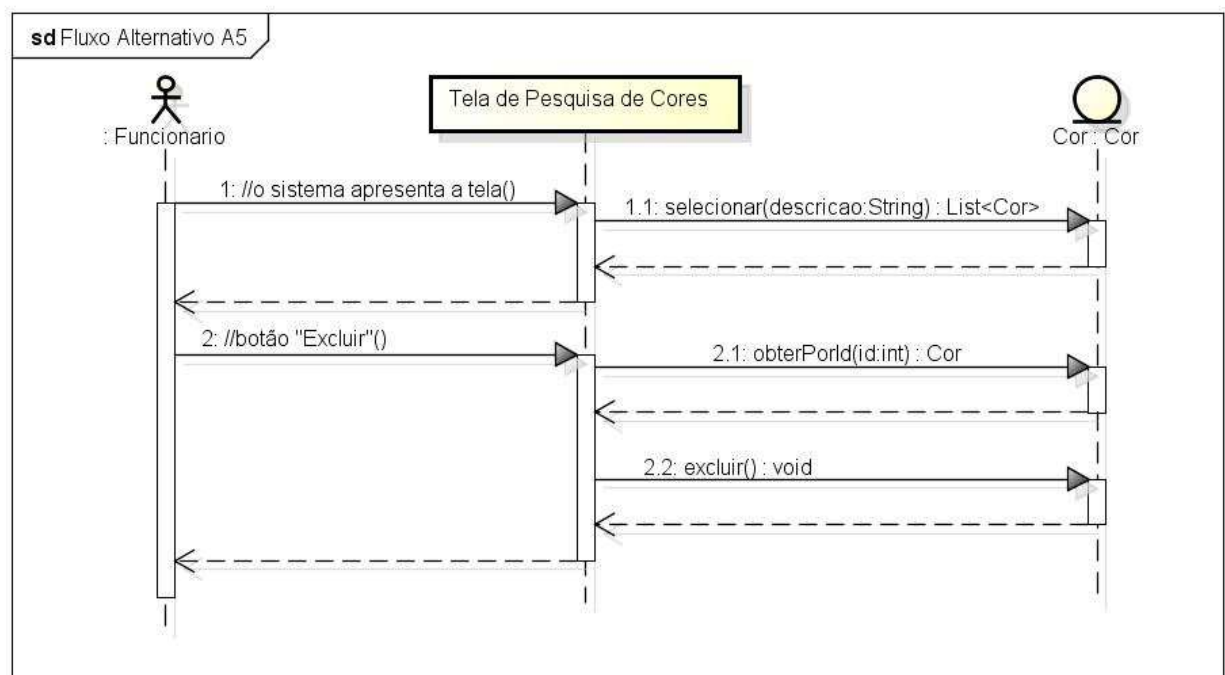 sd Fluxo Alternativo A5
Tela de Pesquisa de Cores
: Funcionario
Cor : Cor
1: //o sistema apresenta a tela()
1.1: selecionar(descricao:String) : List<Cor>
2: //botão "Excluir"()
2.1: obterPorId(id:int) : Cor
2.2: excluir() : void